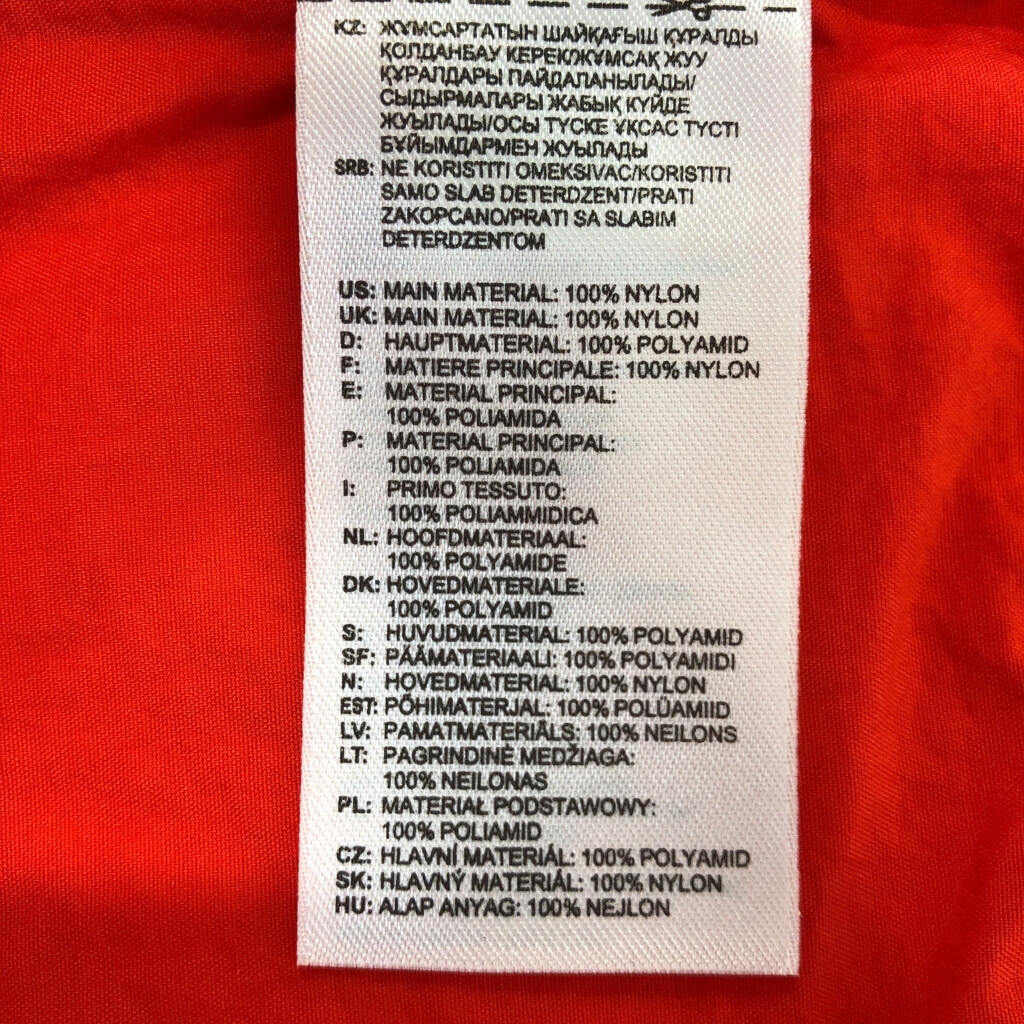 KZ: ЖҰМСАРТАТЫН ШАЙҚАҒЫШ ҚҰРАЛДЫ
ҚОЛДАНБАУ КЕРЕК/ЖҰМСАҚ ЖУУ
ҚҰРАЛДАРЫ ПАЙДАЛАНЫЛАДЫ/
СЫДЫРМАЛАРЫ ЖАБЫҚ КҮЙДЕ
ЖУЫЛАДЫ/ОСЫ ТҮСКЕ ҰҚСАС ТҮСТІ
БҰЙЫМДАРМЕН ЖУЫЛАДЫ
SRB: NE KORISTITI OMEKSIVAC/KORISTITI
SAMO SLAB DETERDZENT/PRATI
ZAKOPCANO/PRATI SA SLABIM
DETERDZENTOM
US: MAIN MATERIAL: 100% NYLON
UK: MAIN MATERIAL: 100% NYLON
D: HAUPTMATERIAL: 100% POLYAMID
F: MATIERE PRINCIPALE: 100% NYLON
E: MATERIAL PRINCIPAL:
100% POLIAMIDA
P: MATERIAL PRINCIPAL:
100% POLIAMIDA
I: PRIMO TESSUTO:
100% POLIAMMIDICA
NL: HOOFDMATERIAAL:
100% POLYAMIDE
DK: HOVEDMATERIALE:
100% POLYAMID
S: HUVUDMATERIAL: 100% POLYAMID
SF: PÄÄMATERIAALI: 100% POLYAMIDI
N: HOVEDMATERIAL: 100% NYLON
EST: PÕHIMATERJAL: 100% POLÜAMIID
LV: PAMATMATERIĀLS: 100% NEILONS
LT: PAGRINDINĖ MEDŽIAGA:
100% NEILONAS
PL: MATERIAŁ PODSTAWOWY:
100% POLIAMID
CZ: HLAVNÍ MATERIÁL: 100% POLYAMID
SK: HLAVNÝ MATERIÁL: 100% NYLON
HU: ALAP ANYAG: 100% NEJLON